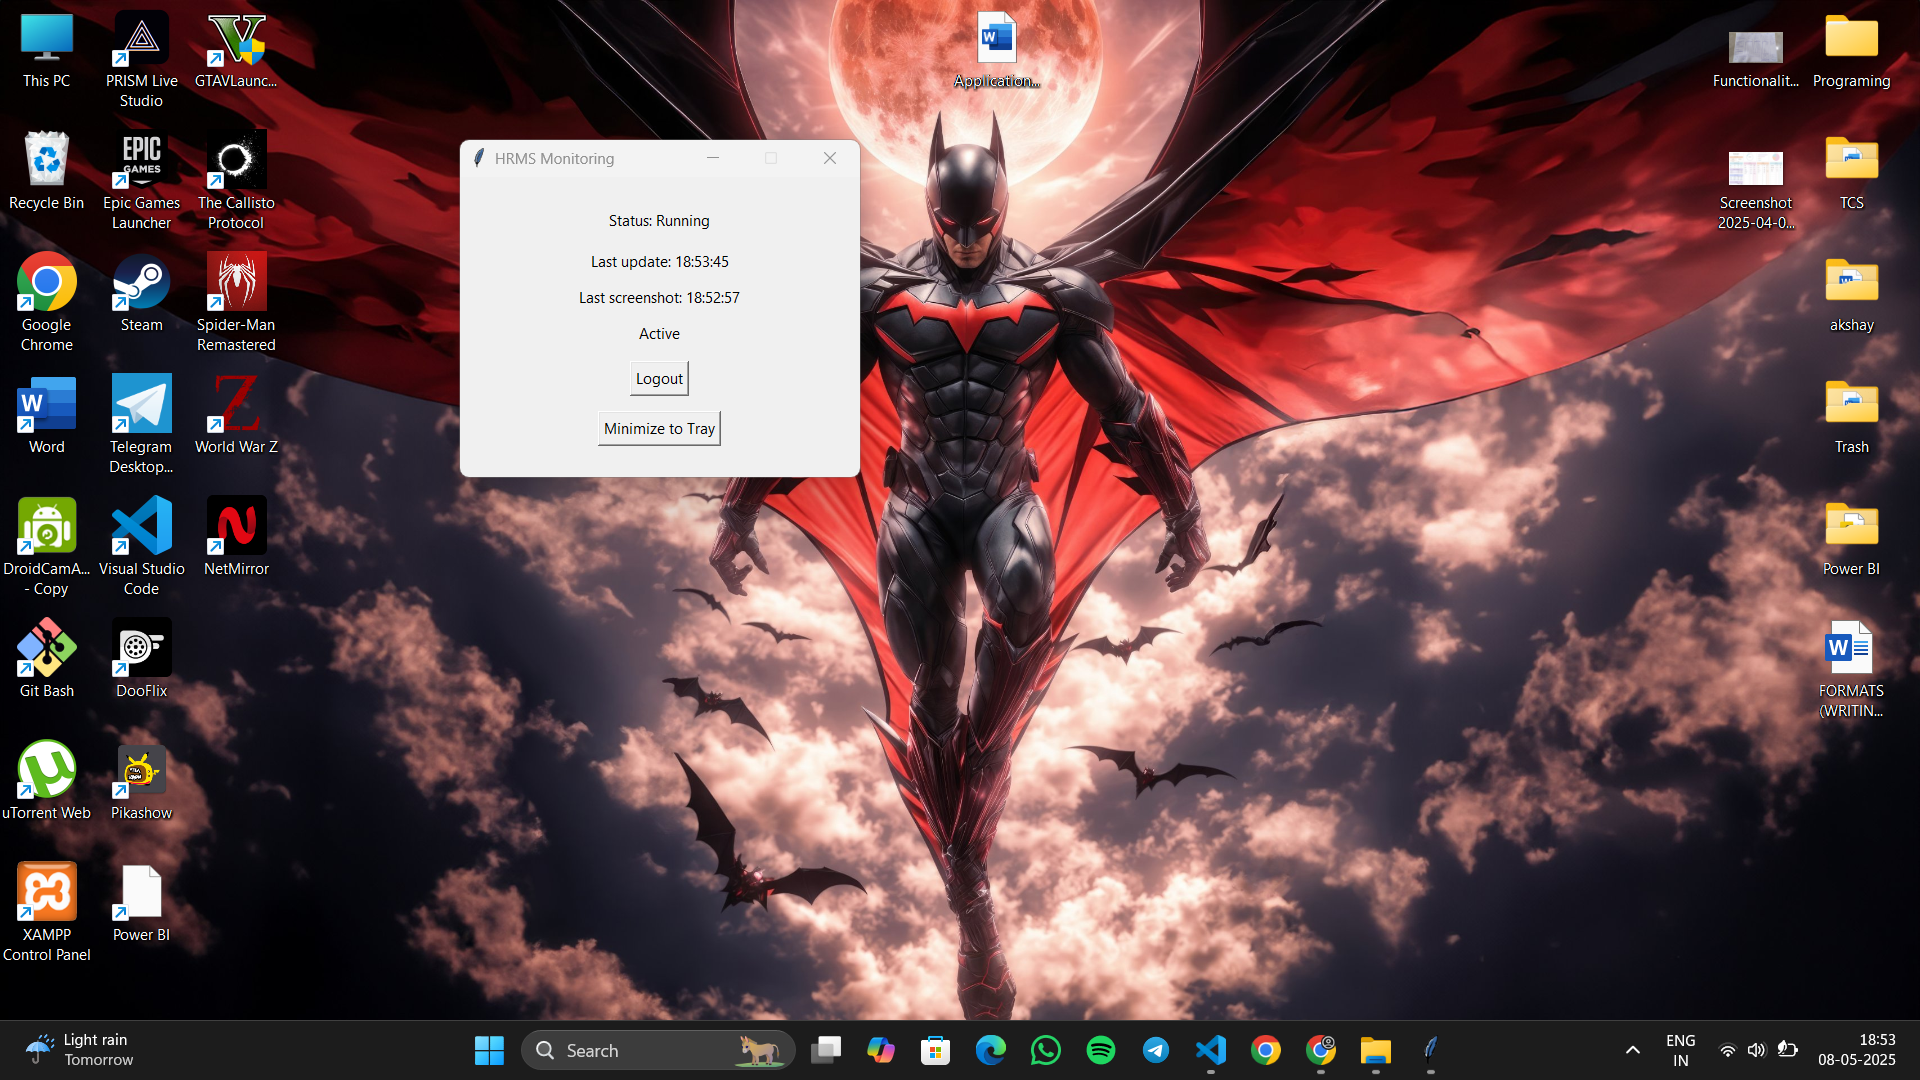 This PC
PRISM Live
Studio
GTAVLaunc...
Recycle Bin
EPIC
GAMES
Epic Games
Launcher
The Callisto
Protocol
Google
Chrome
Steam
Spider-Man
Remastered
W
Word
Telegram
Desktop...
World War Z
DroidCamA...
- Copy
Visual Studio
Code
NetMirror
Git Bash
DooFlix
uTorrent Web
Pikashow
XAMPP
Control Panel
Power BI
HRMS Monitoring
Status: Running
Last update: 18:53:45
Last screenshot: 18:52:57
Active
Logout
Minimize to Tray
W
Application...
Functionalit...
Programing
Screenshot
2025-04-0...
TCS
akshay
Trash
Power BI
W
FORMATS
(WRITIN...
Light rain
Tomorrow
Search
ENG
IN
18:53
08-05-2025